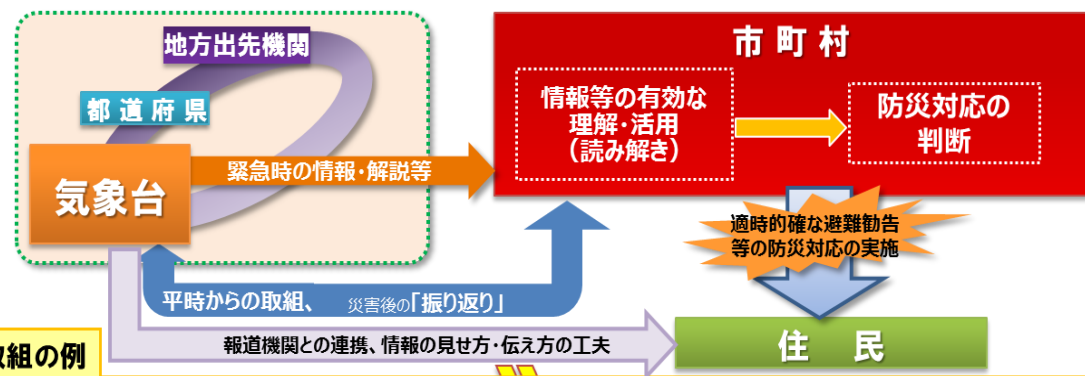 地方出先機関
都道府県
気象台
緊急時の情報・解説等
市町村
情報等の有効な
理解・活用
(読み解き)
防災対応の
判断
適時的確な避難勧告
等の防災対応の実施
平時からの取組、 災害後の「振り返り」
報道機関との連携、情報の見せ方・伝え方の工夫
住 民
組の例